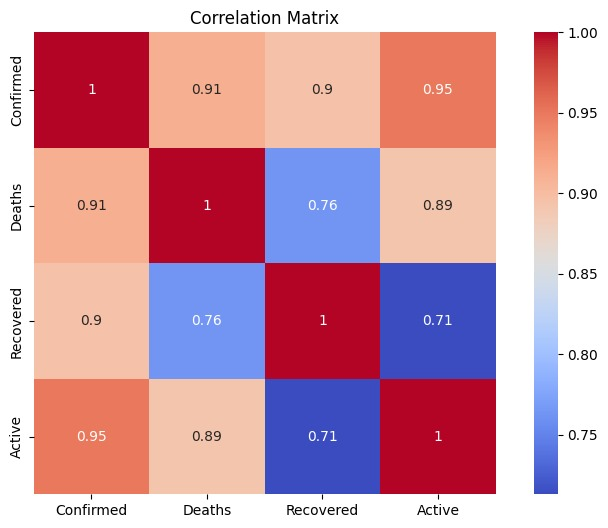 Correlation Matrix
Confirmed
1
0.91
0.9
0.95
Deaths
0.91
1
0.76
0.89
Recovered
0.9
0.76
1
0.71
Active
0.95
0.89
0.71
1
Confirmed
Deaths
Recovered
Active
1.00
0.95
0.90
0.85
0.80
0.75